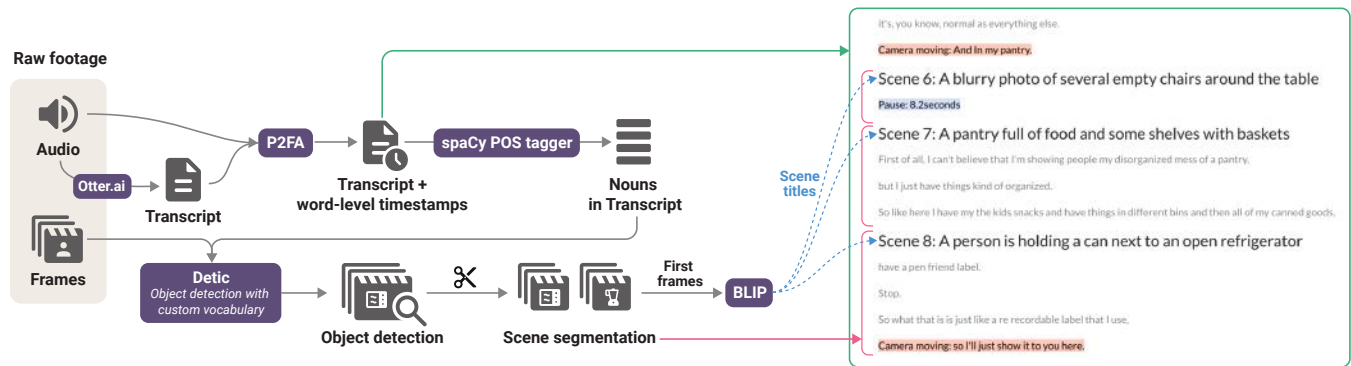 Raw footage
Audio
Otter.ai
Transcript
Frames
P2FA
Transcript +
word-level timestamps
spaCy POS tagger
Nouns
in Transcript
Detic
Object detection with
custom vocabulary
Object detection
Scene segmentation
First
frames
BLIP
Scene
titles
it's, you know, normal as everything else.
Camera moving: And In my pantry.
Scene 6: A blurry photo of several empty chairs around the table
Pause: 8.2seconds
Scene 7: A pantry full of food and some shelves with baskets
First of all, I can't believe that I'm showing people my disorganized mess of a pantry,
but I just have things kind of organized.
So like here I have my the kids snacks and have things in different bins and then all of my canned goods,
Scene 8: A person is holding a can next to an open refrigerator
have a pen friend label.
Stop.
So what that is is just like a re recordable label that I use,
Camera moving: so I'll just show it to you here.